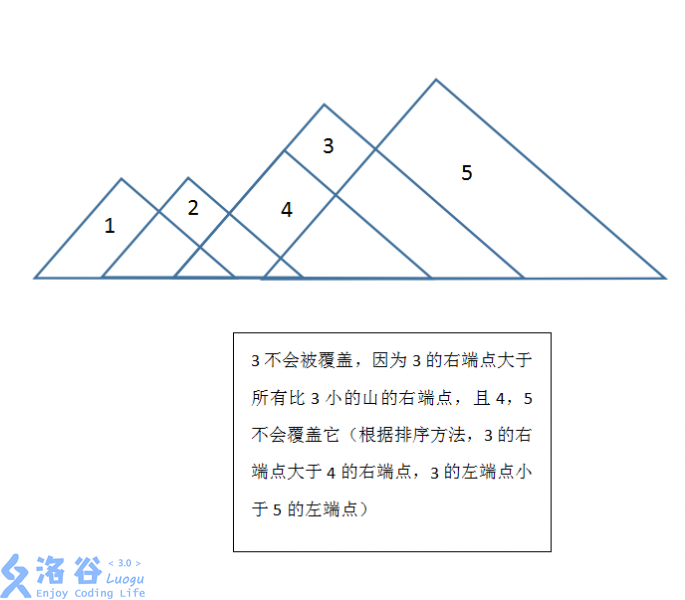 1
2
3
4
5
3 不会被覆盖，因为 3 的右端点大于
所有比 3 小的山的右端点，且 4，5
不会覆盖它（根据排序方法，3 的右
端点大于 4 的右端点，3 的左端点小
于 5 的左端点）
洛谷
< 3.0 >
Luogu
Enjoy Coding Life